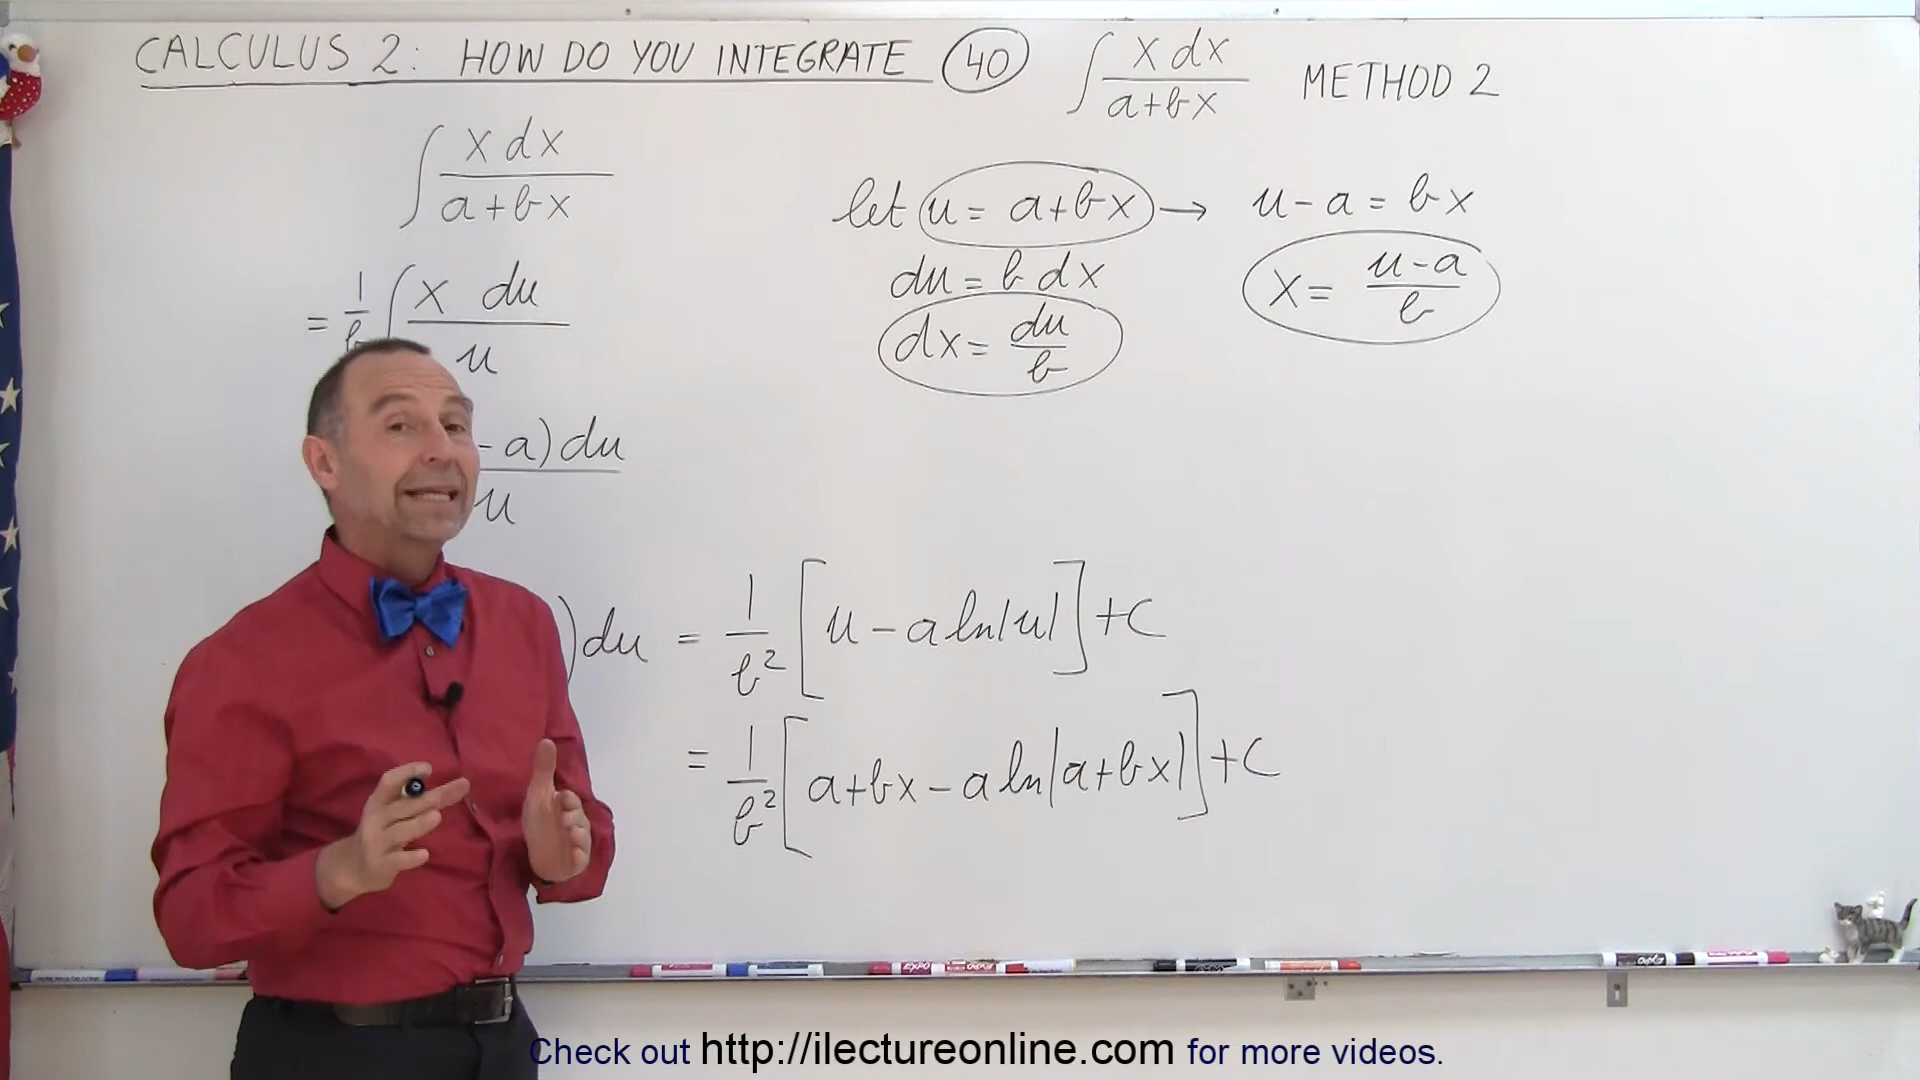 CALCULUS 2: HOW DO YOU INTEGRATE 40 ∫ x dx / a+bx METHOD 2
∫ x dx / a+bx
= 1/b ∫ x du / u
- a) du / u
) du = 1/b² [u - a ln|u|] + C
= 1/b² [a+bx - a ln|a+bx|] + C
let u = a+bx → u - a = bx
du = b dx
x = u-a / b
dx = du / b
EXPO
EXPO
Check out http://ilectureonline.com for more videos.